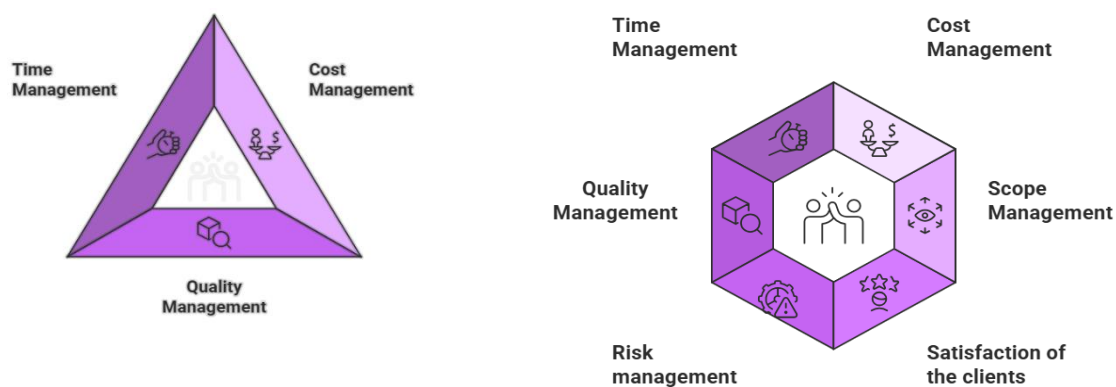 Time
Management
Cost
Management
Quality
Management
$
Time
Management
Cost
Management
Quality
Management
Scope
Management
Risk
management
Satisfaction of
the clients
$